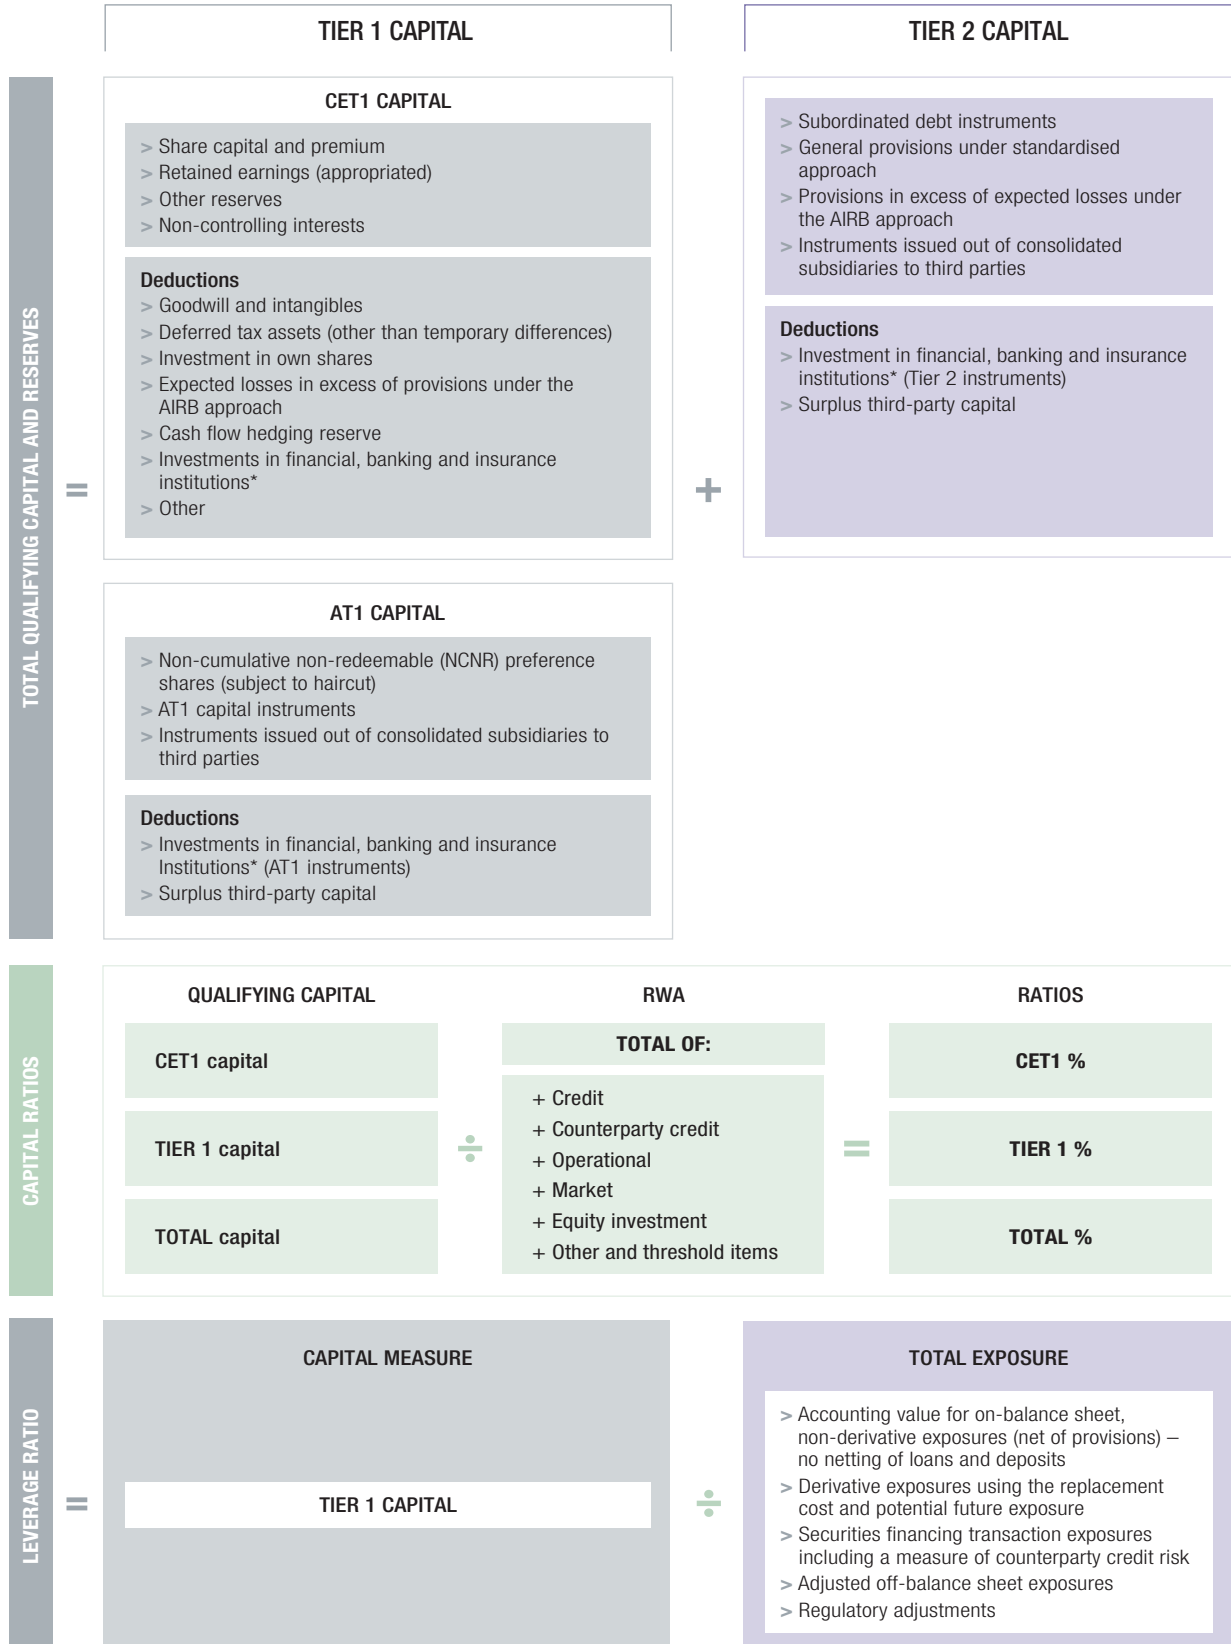 TIER 1 CAPITAL
TIER 2 CAPITAL
TOTAL QUALIFYING CAPITAL AND RESERVES
=
CET1 CAPITAL
> Share capital and premium
> Retained earnings (appropriated)
> Other reserves
> Non-controlling interests
Deductions
> Goodwill and intangibles
> Deferred tax assets (other than temporary differences)
> Investment in own shares
> Expected losses in excess of provisions under the
AIRB approach
> Cash flow hedging reserve
> Investments in financial, banking and insurance
institutions*
> Other
+
> Subordinated debt instruments
> General provisions under standardised
approach
> Provisions in excess of expected losses under
the AIRB approach
> Instruments issued out of consolidated
subsidiaries to third parties
Deductions
> Investment in financial, banking and insurance
institutions* (Tier 2 instruments)
> Surplus third-party capital
AT1 CAPITAL
> Non-cumulative non-redeemable (NCNR) preference
shares (subject to haircut)
> AT1 capital instruments
> Instruments issued out of consolidated subsidiaries to
third parties
Deductions
> Investments in financial, banking and insurance
Institutions* (AT1 instruments)
> Surplus third-party capital
CAPITAL RATIOS
QUALIFYING CAPITAL
CET1 capital
TIER 1 capital
TOTAL capital
÷
RWA
TOTAL OF:
+ Credit
+ Counterparty credit
+ Operational
+ Market
+ Equity investment
+ Other and threshold items
=
RATIOS
CET1 %
TIER 1 %
TOTAL %
LEVERAGE RATIO
=
CAPITAL MEASURE
TIER 1 CAPITAL
÷
TOTAL EXPOSURE
> Accounting value for on-balance sheet,
non-derivative exposures (net of provisions) –
no netting of loans and deposits
> Derivative exposures using the replacement
cost and potential future exposure
> Securities financing transaction exposures
including a measure of counterparty credit risk
> Adjusted off-balance sheet exposures
> Regulatory adjustments